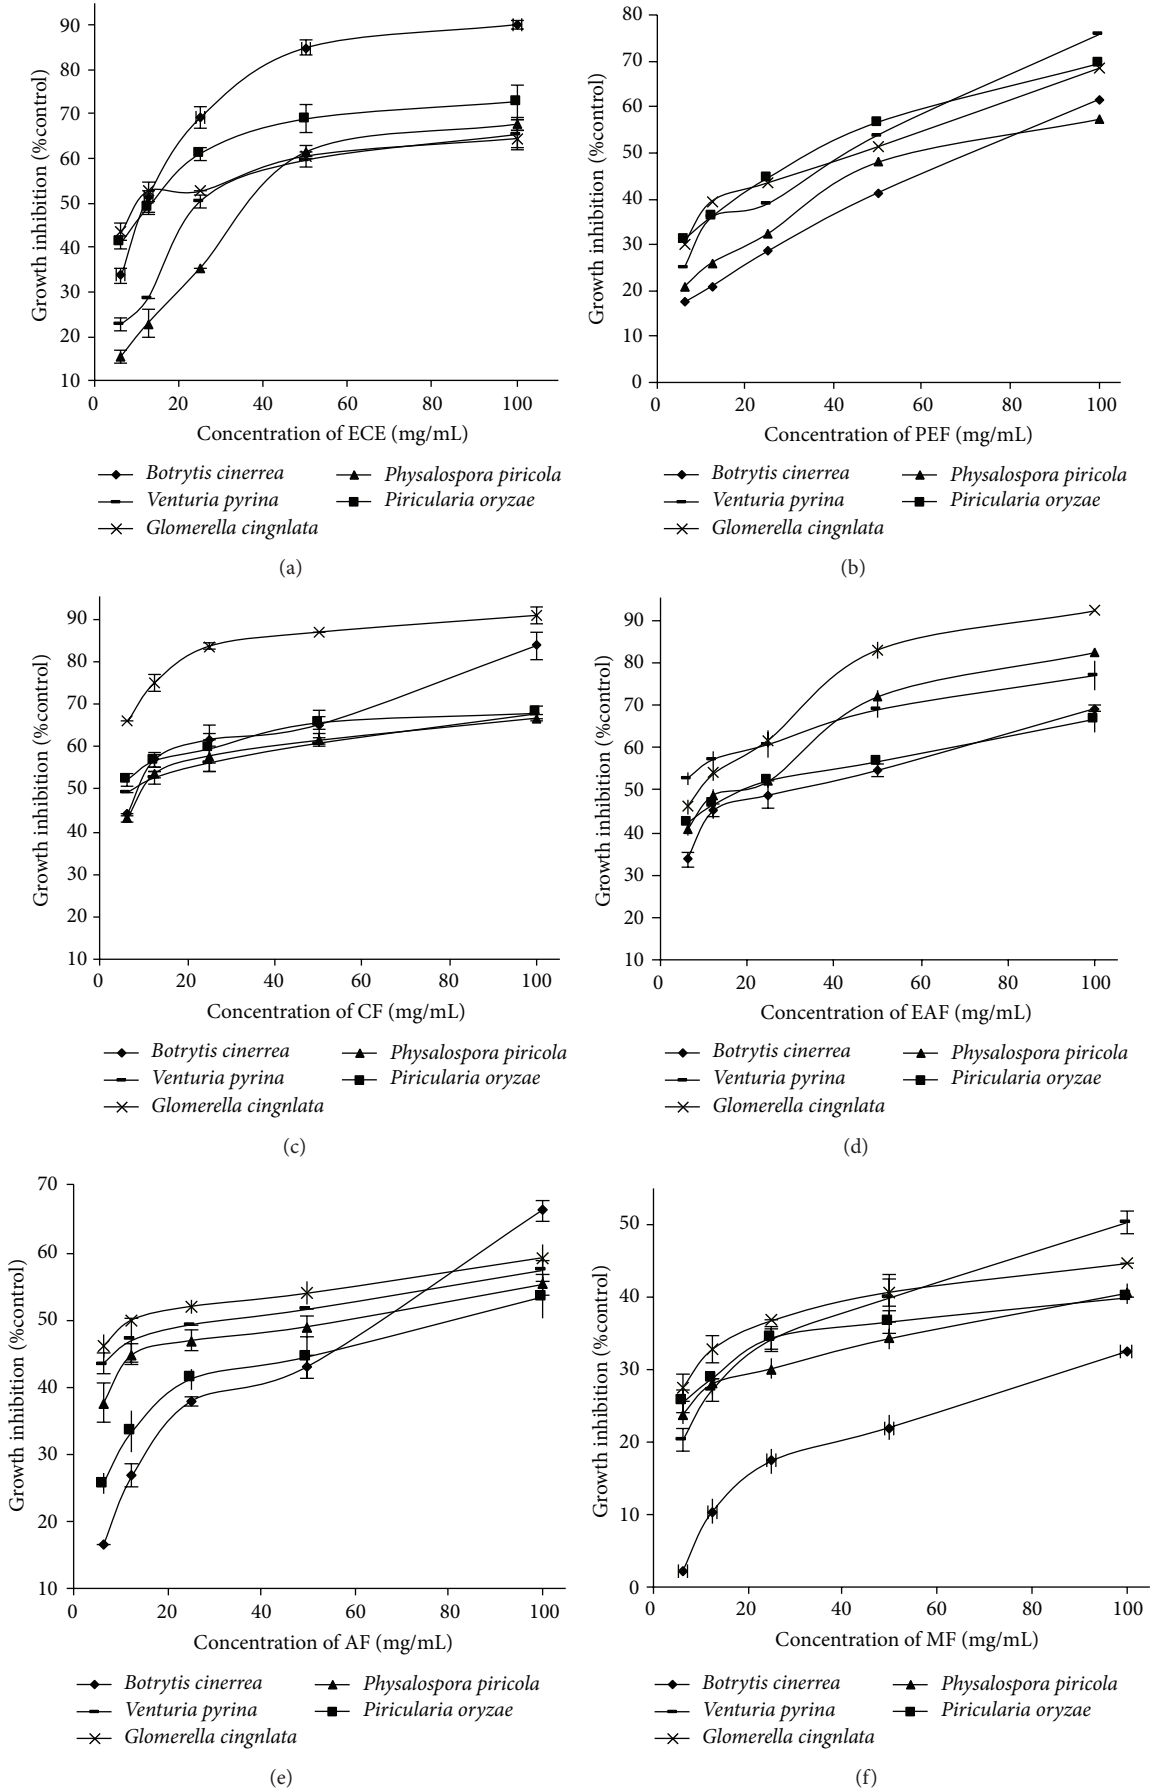 90
80
70
60
50
40
30
20
10
Growth inhibition (%control)
0 20 40 60 80 100
Concentration of ECE (mg/mL)
Botrytis cinerrea
Physalospora piricola
Venturia pyrina
Piricularia oryzae
Glomerella cingnlata
(a)
80
70
60
50
40
30
20
10
0
Growth inhibition (%control)
0 20 40 60 80 100
Concentration of PEF (mg/mL)
Botrytis cinerrea
Physalospora piricola
Venturia pyrina
Piricularia oryzae
Glomerella cingnlata
(b)
90
80
70
60
50
40
30
20
10
Growth inhibition (%control)
0 20 40 60 80 100
Concentration of CF (mg/mL)
Botrytis cinerrea
Physalospora piricola
Venturia pyrina
Piricularia oryzae
Glomerella cingnlata
(c)
90
80
70
60
50
40
30
20
10
Growth inhibition (%control)
0 20 40 60 80 100
Concentration of EAF (mg/mL)
Botrytis cinerrea
Physalospora piricola
Venturia pyrina
Piricularia oryzae
Glomerella cingnlata
(d)
70
60
50
40
30
20
10
Growth inhibition (%control)
0 20 40 60 80 100
Concentration of AF (mg/mL)
Botrytis cinerrea
Physalospora piricola
Venturia pyrina
Piricularia oryzae
Glomerella cingnlata
(e)
50
40
30
20
10
0
Growth inhibition (%control)
0 20 40 60 80 100
Concentration of MF (mg/mL)
Botrytis cinerrea
Physalospora piricola
Venturia pyrina
Piricularia oryzae
Glomerella cingnlata
(f)